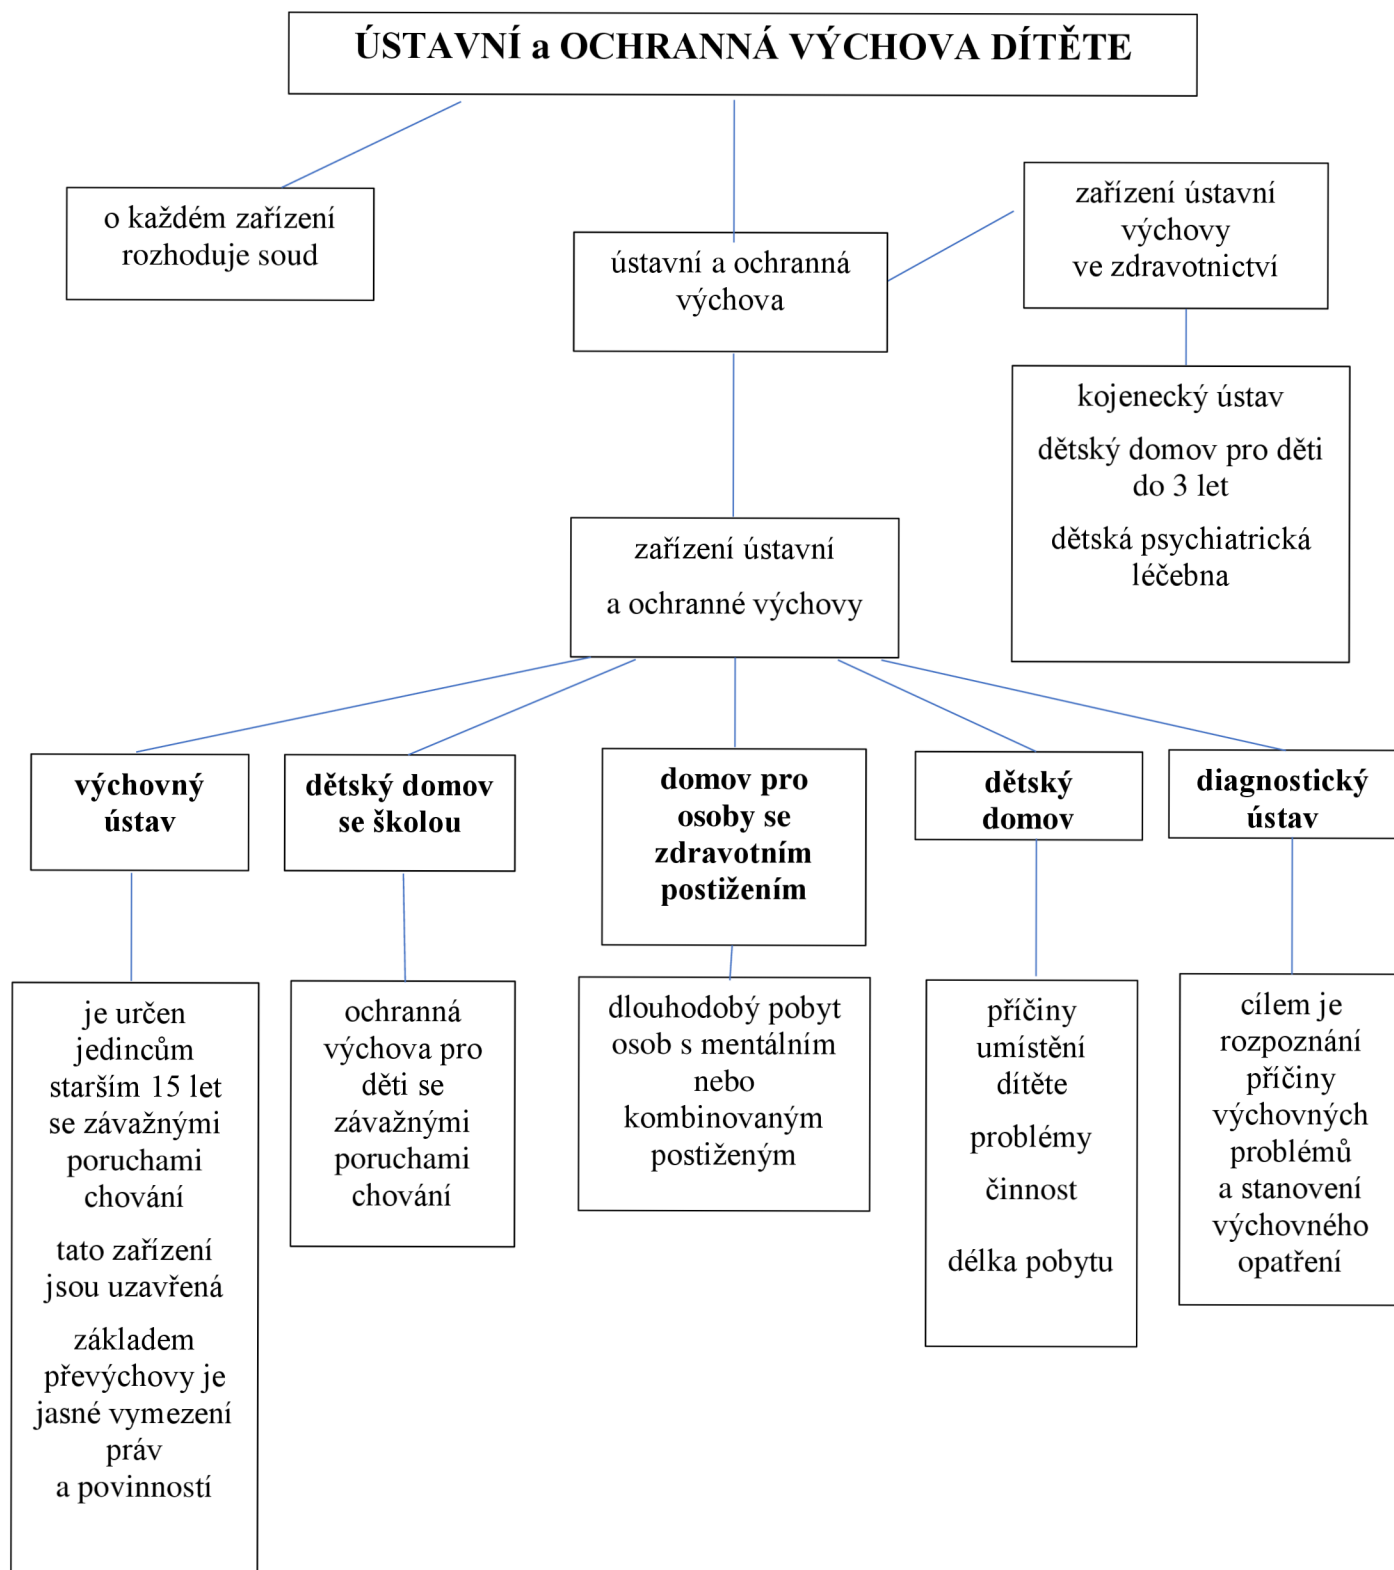 ÚSTAVNÍ a OCHRANNÁ VÝCHOVA DÍTĚTE
o každém zařízení
rozhoduje soud
ústavní a ochranná
výchova
zařízení ústavní
výchovy
ve zdravotnictví
kojenecký ústav
dětský domov pro děti
do 3 let
dětská psychiatrická
léčebna
zařízení ústavní
a ochranné výchovy
výchovný
ústav
dětský domov
se školou
domov pro
osoby se
zdravotním
postižením
dětský
domov
diagnostický
ústav
je určen
jedincům
starším 15 let
se závažnými
poruchami
chování
tato zařízení
jsou uzavřená
základem
převýchovy je
jasné vymezení
práv
a povinností
ochranná
výchova pro
děti se
závažnými
poruchami
chování
dlouhodobý pobyt
osob s mentálním
nebo
kombinovaným
postiženým
příčiny
umístění
dítěte
problémy
činnost
délka pobytu
cílem je
rozpoznání
příčiny
výchovných
problémů
a stanovení
výchovného
opatření